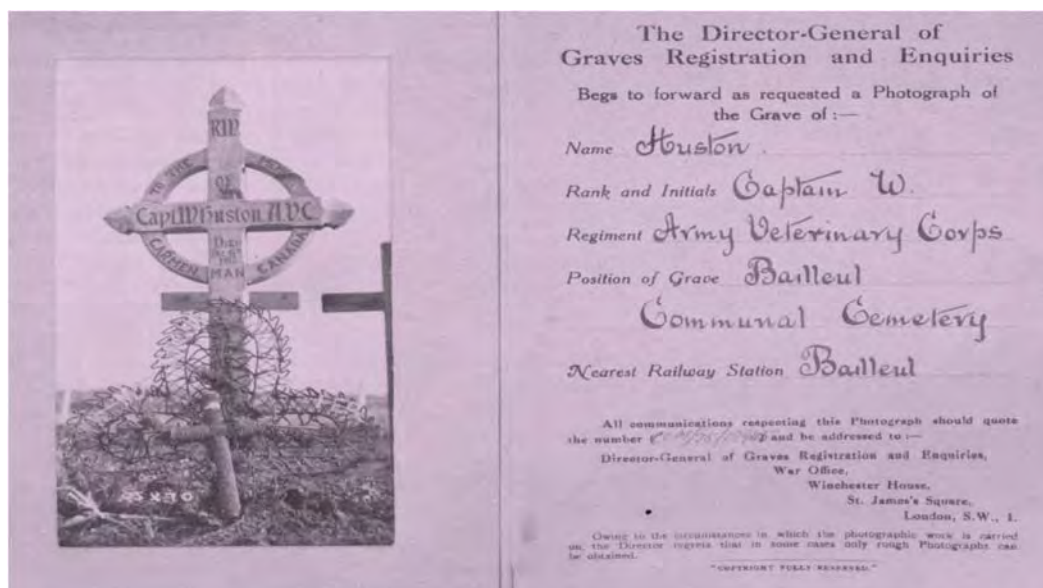 RIP
TO THE MEM
OF
Capt W Huston A.V.C.
CARMEN MAN CANADA
The Director-General of
Graves Registration and Enquiries
Begs to forward as requested a Photograph of
the Grave of :—
Name Huston
Rank and Initials Captain W.
Regiment Army Veterinary Corps
Position of Grave Bailleul
Communal Cemetery
Nearest Railway Station Bailleul
All communications respecting this Photograph should quote
the number and be addressed to :—
Director-General of Graves Registration and Enquiries,
War Office,
Winchester House,
St. James's Square,
London, S.W., 1.
Owing to the circumstances in which the photographic work is carried
on, the Director regrets that in some cases only rough Photographs can
be obtained.
"COPYRIGHT FULLY RESERVED."